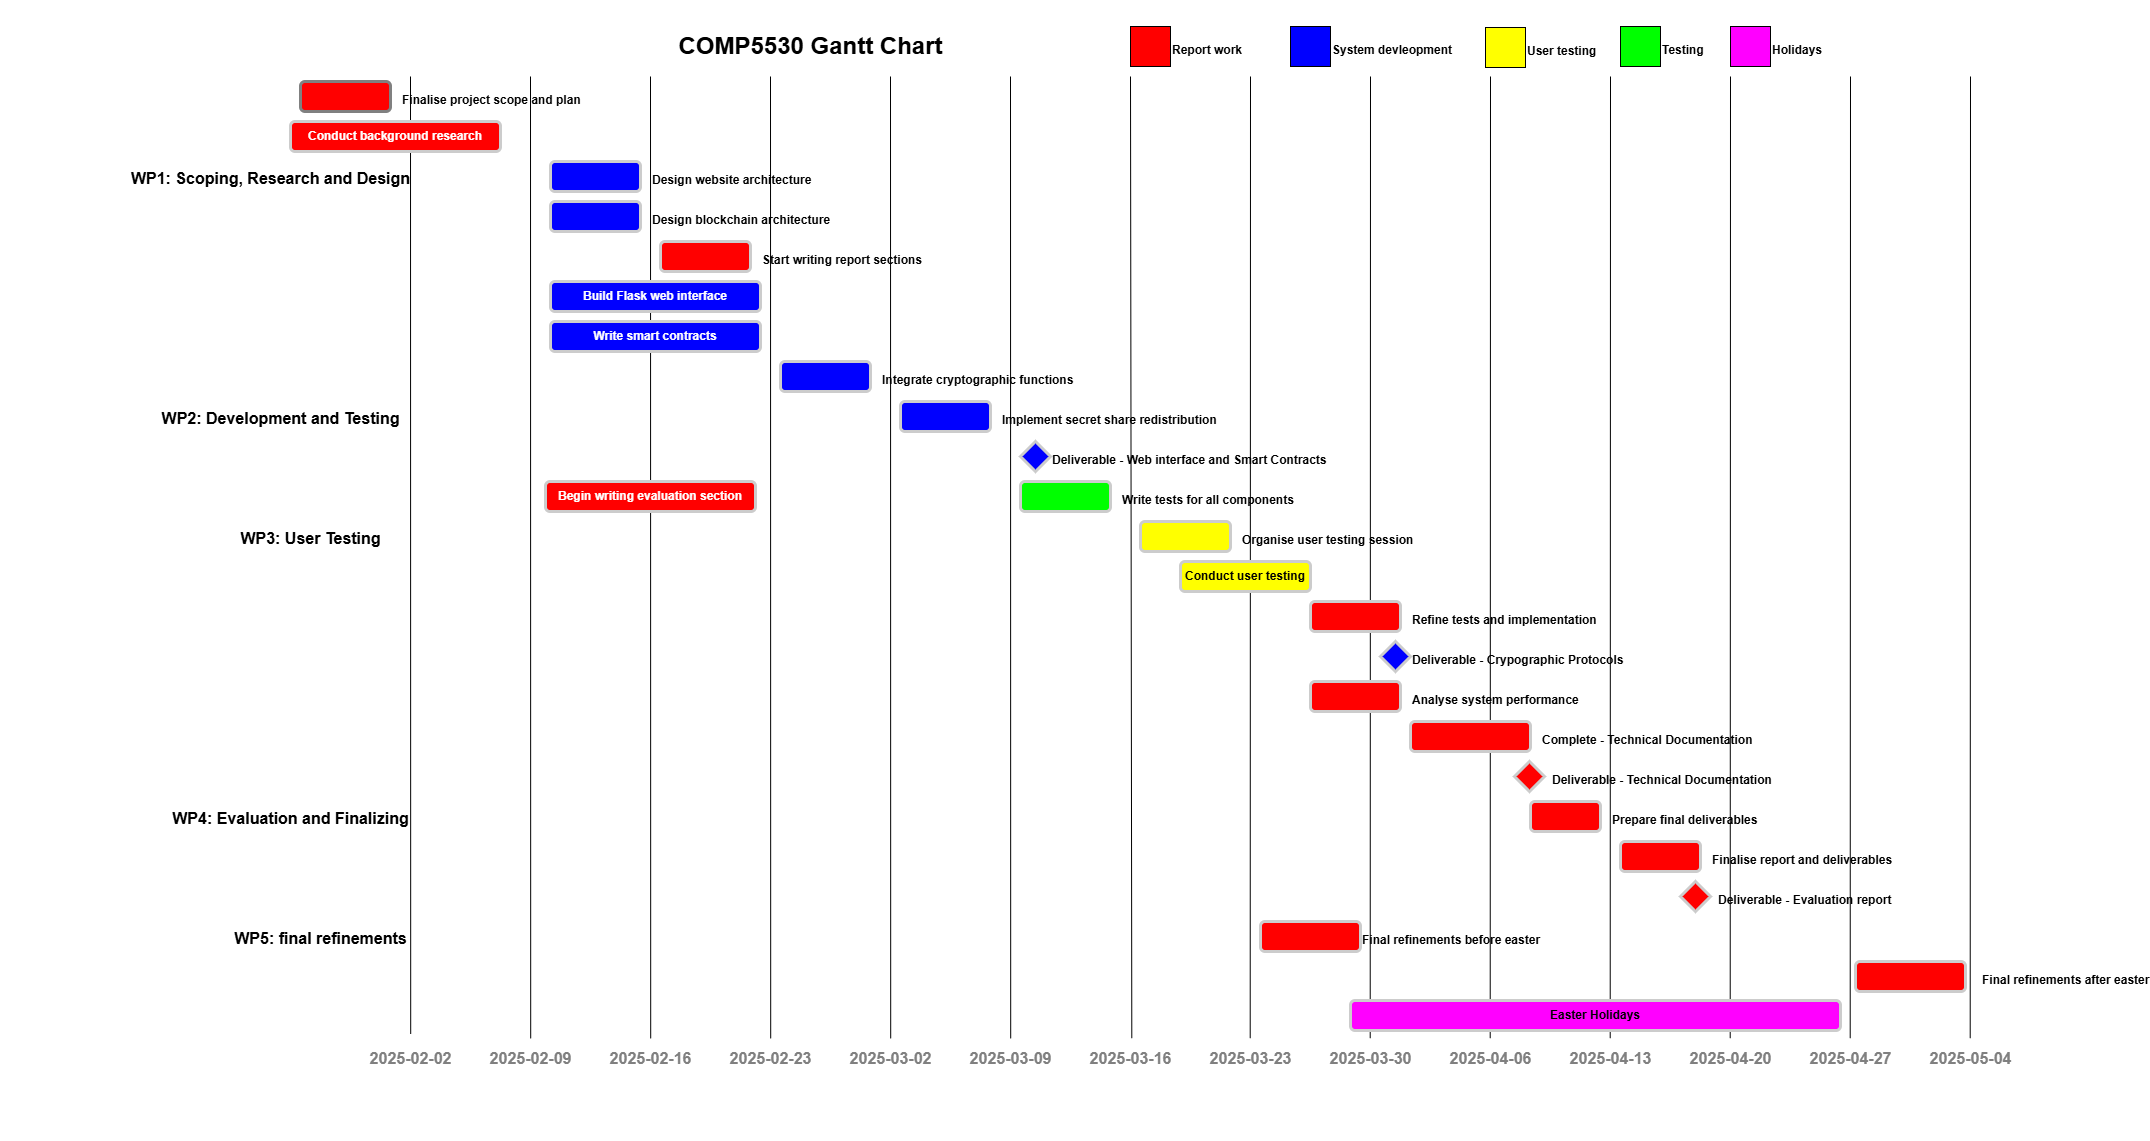 COMP5530 Gantt Chart
Report work
System devleopment
User testing
Testing
Holidays
Finalise project scope and plan
Conduct background research
WP1: Scoping, Research and Design
Design website architecture
Design blockchain architecture
Start writing report sections
Build Flask web interface
Write smart contracts
Integrate cryptographic functions
WP2: Development and Testing
Implement secret share redistribution
Deliverable - Web interface and Smart Contracts
Begin writing evaluation section
Write tests for all components
WP3: User Testing
Organise user testing session
Conduct user testing
Refine tests and implementation
Deliverable - Crypographic Protocols
Analyse system performance
Complete - Technical Documentation
Deliverable - Technical Documentation
WP4: Evaluation and Finalizing
Prepare final deliverables
Finalise report and deliverables
Deliverable - Evaluation report
WP5: final refinements
Final refinements before easter
Final refinements after easter
Easter Holidays
2025-02-02
2025-02-09
2025-02-16
2025-02-23
2025-03-02
2025-03-09
2025-03-16
2025-03-23
2025-03-30
2025-04-06
2025-04-13
2025-04-20
2025-04-27
2025-05-04